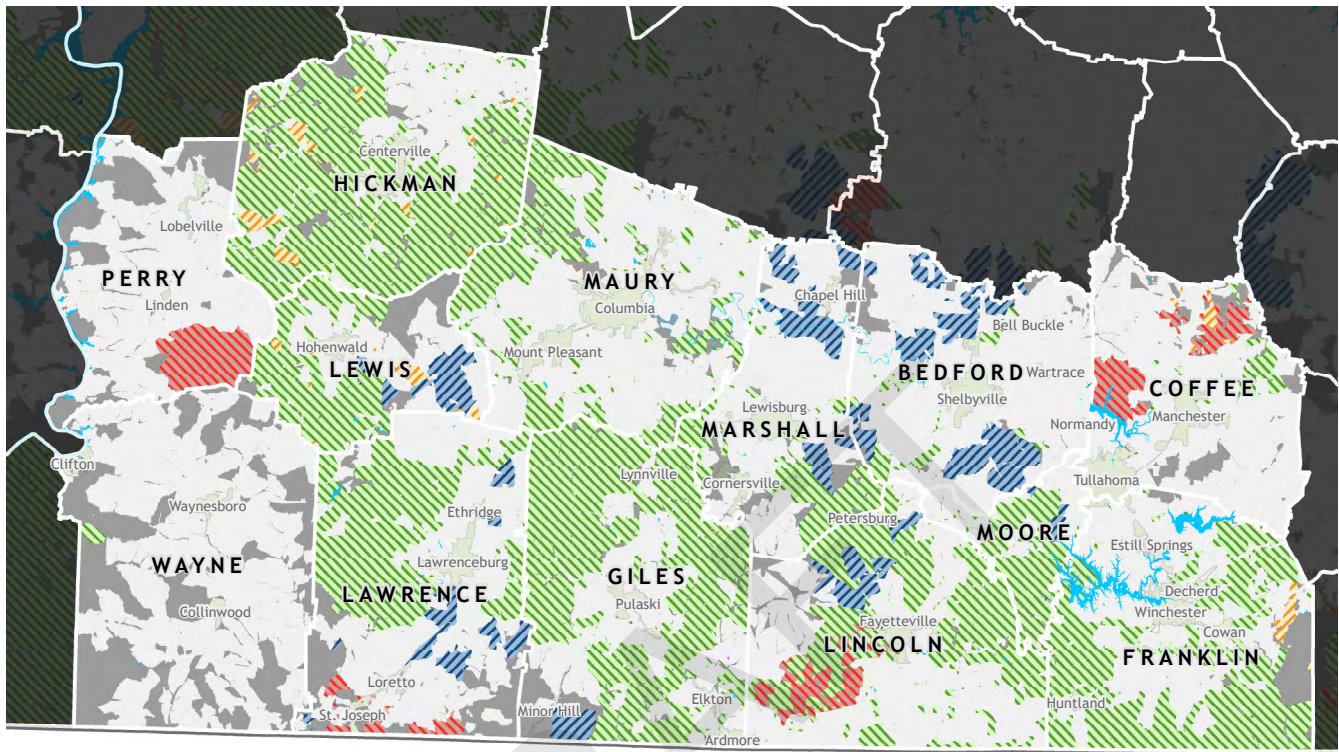 Centerville
HICKMAN
Lobelville
PERRY
MAURY
Linden
Chapel Hill
Columbia
Bell Buckle
Hohenwald
Mount Pleasant
LEWIS
BEDFORD
Wartrace
COFFEE
Shelbyville
Lewisburg
Manchester
MARSHALL
Normandy
Clifton
Lynnville
Cornersville
Tullahoma
Waynesboro
Ethridge
Petersburg
MOORE
Estill Springs
WAYNE
Lawrenceburg
GILES
Decherd
LAWRENCE
Pulaski
Collinwood
Winchester
Fayetteville
Cowan
LINCOLN
FRANKLIN
Loretto
Elkton
Huntland
St. Joseph
Minor Hill
Ardmore